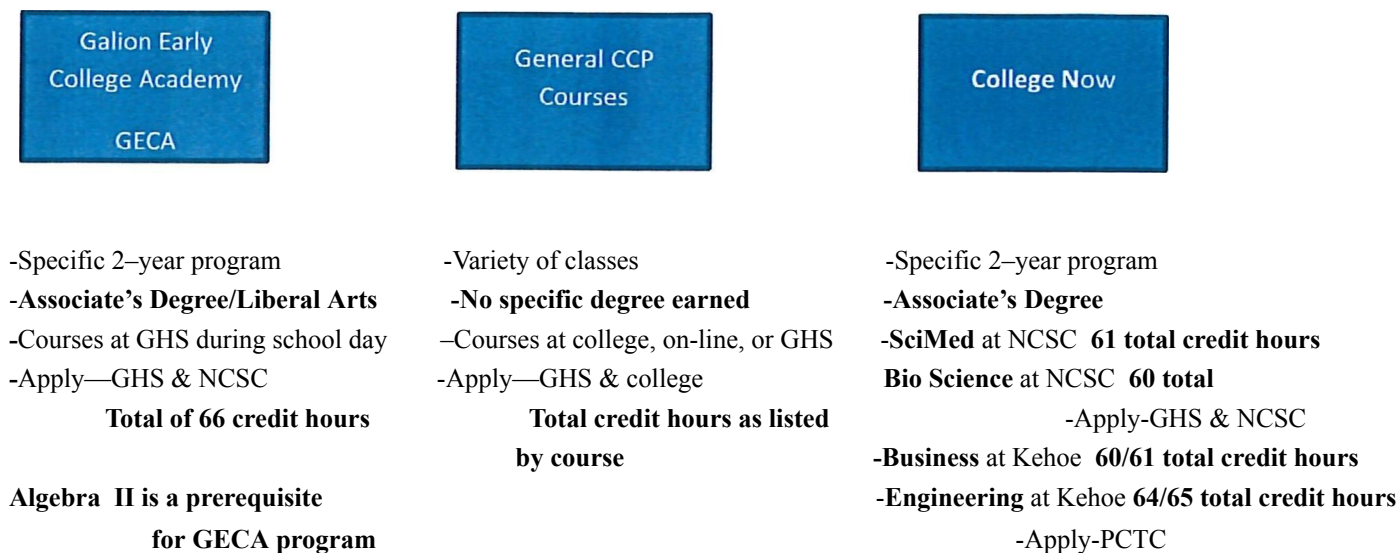 Galion Early
College Academy
GECA
-Specific 2–year program
-Associate's Degree/Liberal Arts
-Courses at GHS during school day
-Apply—GHS & NCSC
Total of 66 credit hours
Algebra II is a prerequisite
for GECA program
General CCP
Courses
-Variety of classes
-No specific degree earned
–Courses at college, on-line, or GHS
-Apply—GHS & college
Total credit hours as listed
by course
College Now
-Specific 2–year program
-Associate's Degree
-SciMed at NCSC 61 total credit hours
Bio Science at NCSC 60 total
-Apply-GHS & NCSC
-Business at Kehoe 60/61 total credit hours
-Engineering at Kehoe 64/65 total credit hours
-Apply-PCTC